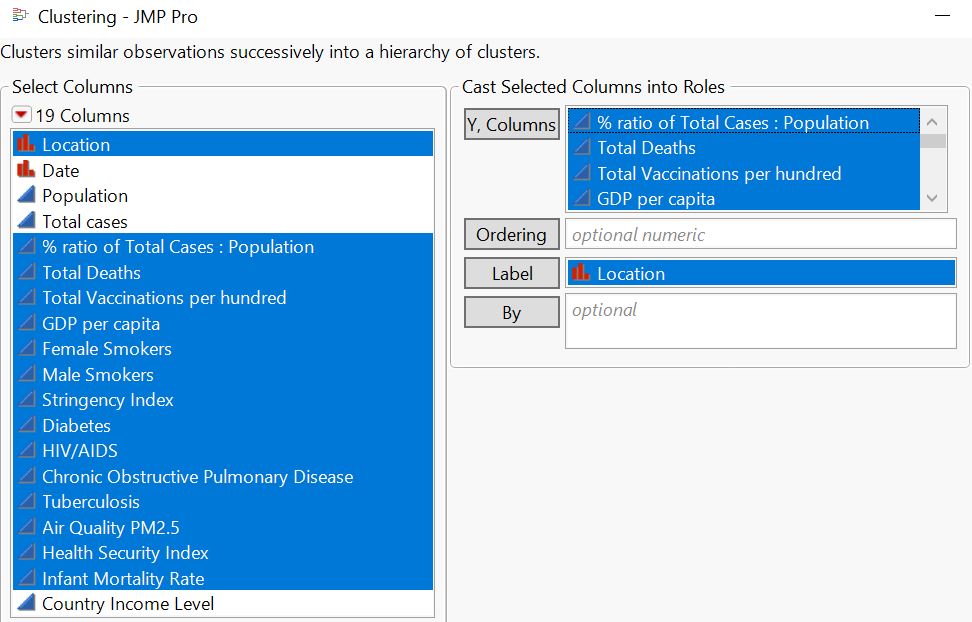 Clustering - JMP Pro
Clusters similar observations successively into a hierarchy of clusters.
Select Columns
19 Columns
Location
Date
Population
Total cases
% ratio of Total Cases : Population
Total Deaths
Total Vaccinations per hundred
GDP per capita
Female Smokers
Male Smokers
Stringency Index
Diabetes
HIV/AIDS
Chronic Obstructive Pulmonary Disease
Tuberculosis
Air Quality PM2.5
Health Security Index
Infant Mortality Rate
Country Income Level
Cast Selected Columns into Roles
Y, Columns
% ratio of Total Cases : Population
Total Deaths
Total Vaccinations per hundred
GDP per capita
Ordering
optional numeric
Label
Location
By
optional